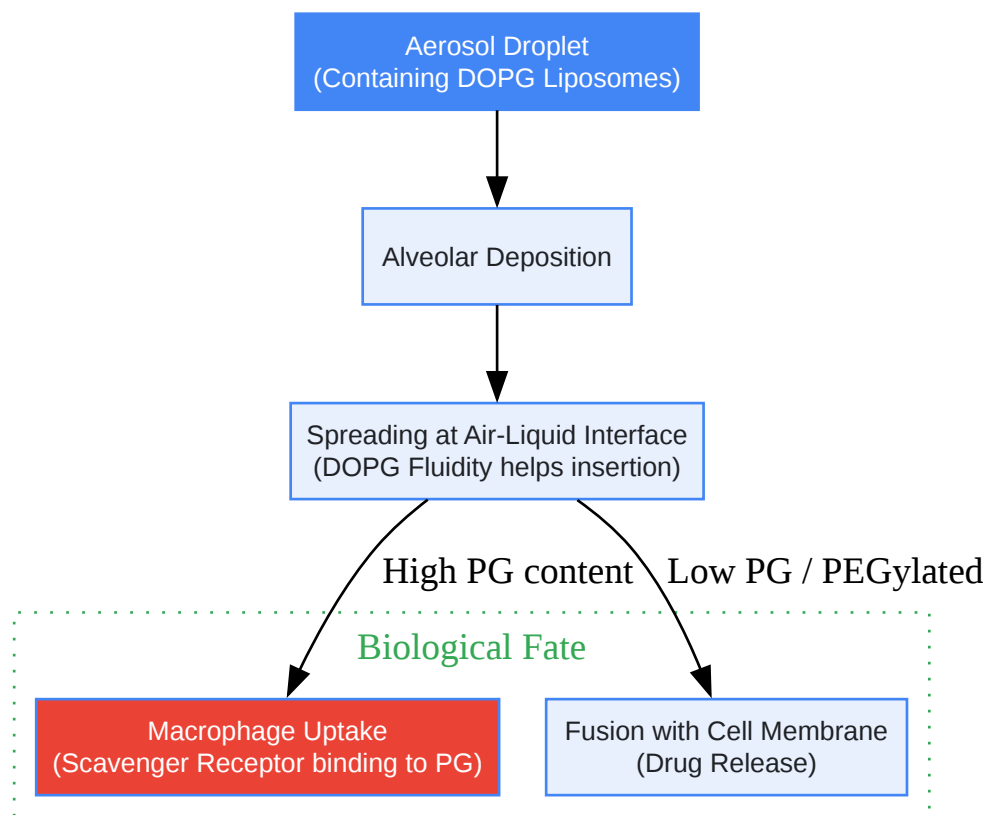 Aerosol Droplet
(Containing DOPG Liposomes)
Alveolar Deposition
Spreading at Air-Liquid Interface
(DOPG Fluidity helps insertion)
High PG content
Low PG / PEGylated
Biological Fate
Macrophage Uptake
(Scavenger Receptor binding to PG)
Fusion with Cell Membrane
(Drug Release)